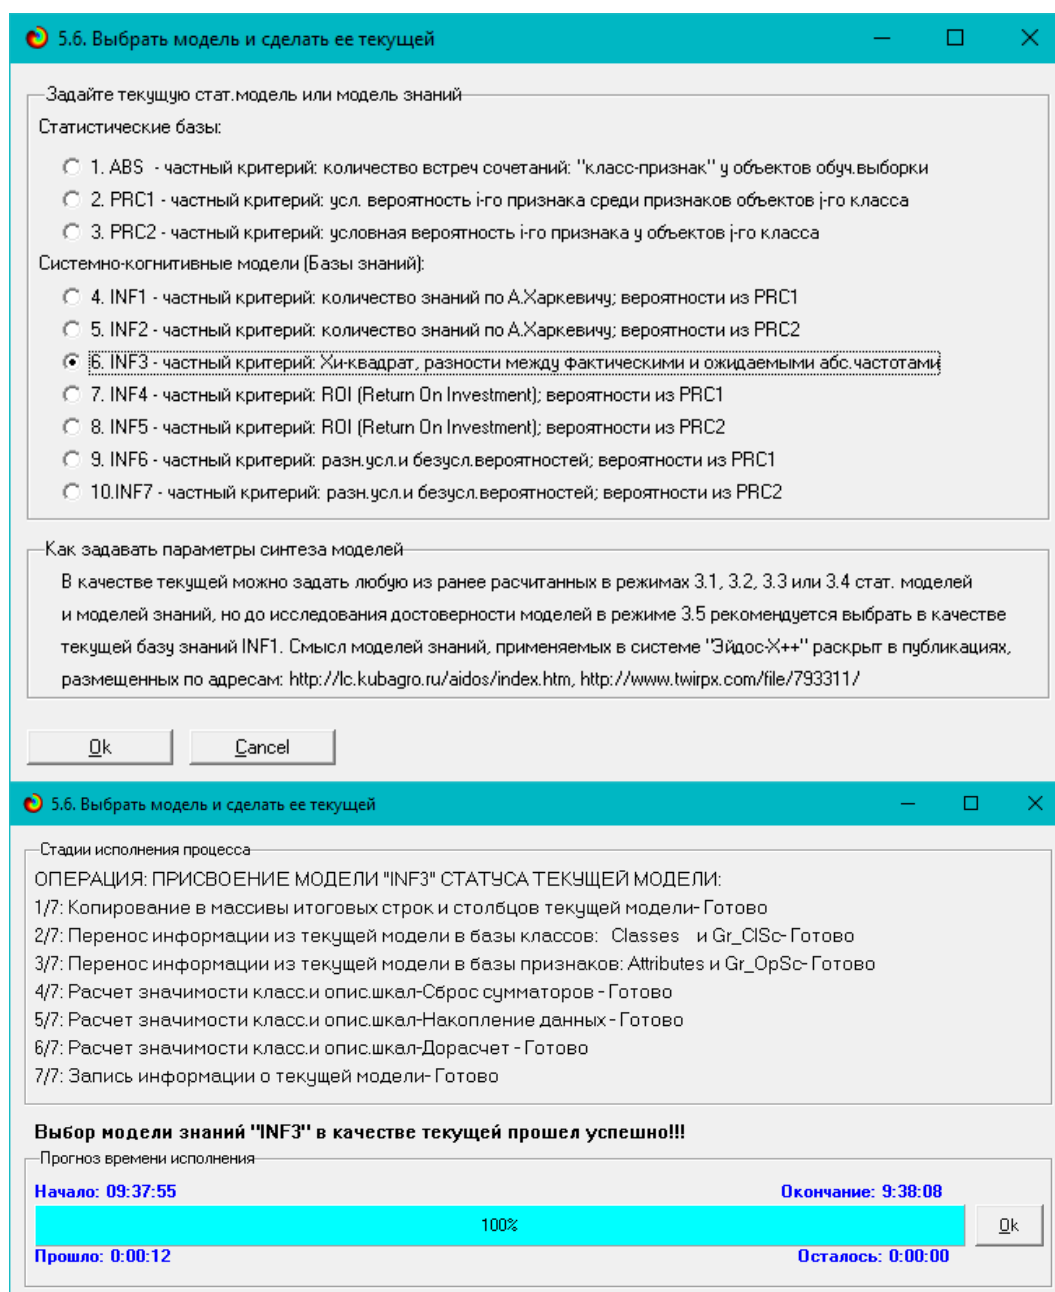 5.6. Выбрать модель и сделать ее текущей
Задайте текущую стат.модель или модель знаний
Статистические базы:
1. ABS - частный критерий: количество встреч сочетаний: "класс-признак" у объектов обуч.выборки
2. PRC1 - частный критерий: усл. вероятность i-го признака среди признаков объектов j-го класса
3. PRC2 - частный критерий: условная вероятность i-го признака у объектов j-го класса
Системно-когнитивные модели (Базы знаний):
4. INF1 - частный критерий: количество знаний по А.Харкевичу; вероятности из PRC1
5. INF2 - частный критерий: количество знаний по А.Харкевичу; вероятности из PRC2
6. INF3 - частный критерий: Хи-квадрат, разности между фактическими и ожидаемыми абс.частотами
7. INF4 - частный критерий: ROI (Return On Investment); вероятности из PRC1
8. INF5 - частный критерий: ROI (Return On Investment); вероятности из PRC2
9. INF6 - частный критерий: разн.усл.и безусл.вероятностей; вероятности из PRC1
10.INF7 - частный критерий: разн.усл.и безусл.вероятностей; вероятности из PRC2
Как задавать параметры синтеза моделей
В качестве текущей можно задать любую из ранее расчитанных в режимах 3.1, 3.2, 3.3 или 3.4 стат. моделей
и моделей знаний, но до исследования достоверности моделей в режиме 3.5 рекомендуется выбрать в качестве
текущей базу знаний INF1. Смысл моделей знаний, применяемых в системе "Эйдос-X++" раскрыт в публикациях,
размещенных по адресам: http://lc.kubagro.ru/aidos/index.htm, http://www.twirpx.com/file/793311/
Ok Cancel
5.6. Выбрать модель и сделать ее текущей
Стадии исполнения процесса
ОПЕРАЦИЯ: ПРИСВОЕНИЕ МОДЕЛИ "INF3" СТАТУСА ТЕКУЩЕЙ МОДЕЛИ:
1/7: Копирование в массивы итоговых строк и столбцов текущей модели- Готово
2/7: Перенос информации из текущей модели в базы классов: Classes и Gr_ClSc- Готово
3/7: Перенос информации из текущей модели в базы признаков: Attributes и Gr_OpSc- Готово
4/7: Расчет значимости класс.и опис.шкал-Сброс сумматоров - Готово
5/7: Расчет значимости класс.и опис.шкал-Накопление данных - Готово
6/7: Расчет значимости класс.и опис.шкал-Дорасчет - Готово
7/7: Запись информации о текущей модели- Готово
Выбор модели знаний "INF3" в качестве текущей прошел успешно!!!
Прогноз времени исполнения
Начало: 09:37:55 Окончание: 9:38:08
100% Ok
Прошло: 0:00:12 Осталось: 0:00:00